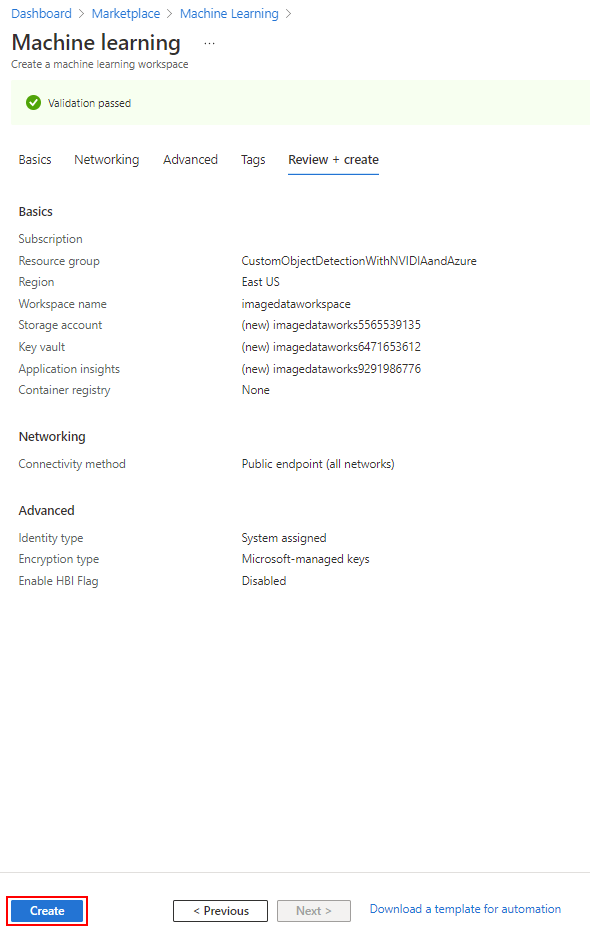 Dashboard > Marketplace > Machine Learning >
Machine learning ...
Create a machine learning workspace
Validation passed
Basics Networking Advanced Tags Review + create
Basics
Subscription
Resource group CustomObjectDetectionWithNVIDIAandAzure
Region East US
Workspace name imagedataworkspace
Storage account (new) imagedataworks5565539135
Key vault (new) imagedataworks6471653612
Application insights (new) imagedataworks9291986776
Container registry None
Networking
Connectivity method Public endpoint (all networks)
Advanced
Identity type System assigned
Encryption type Microsoft-managed keys
Enable HBI Flag Disabled
Create < Previous Next > Download a template for automation